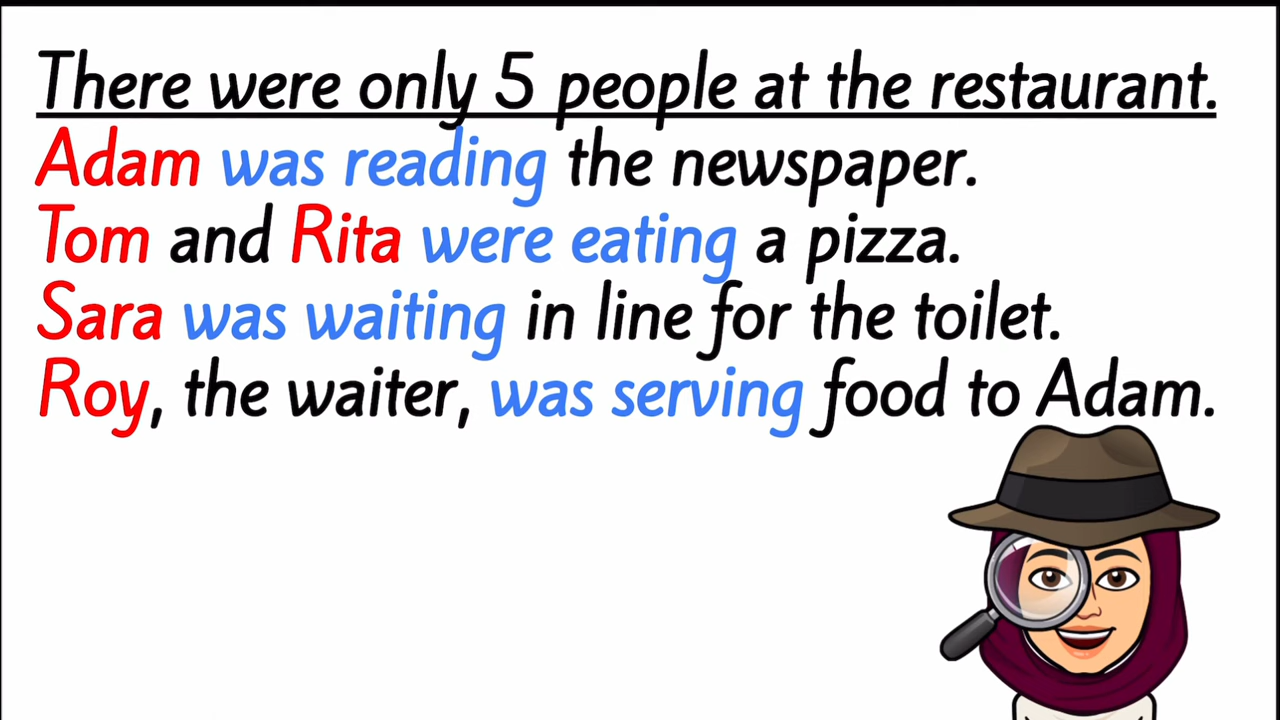 There were only 5 people at the restaurant.
Adam was reading the newspaper.
Tom and Rita were eating a pizza.
Sara was waiting in line for the toilet.
Roy, the waiter, was serving food to Adam.